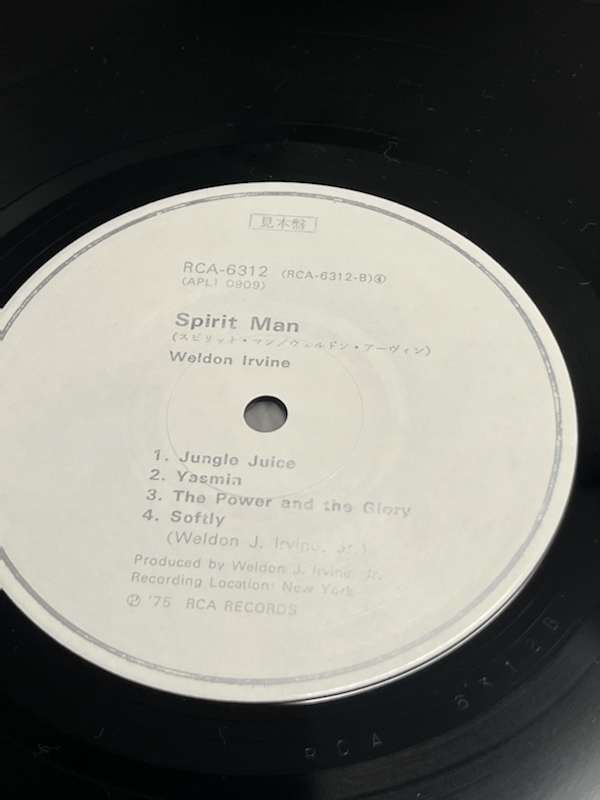 見本盤
RCA-6312 (RCA-6312-B)④
(APL1-0909)
Spirit Man
(スピリット・マン/ウェルドン・アーヴィン)
Weldon Irvine
1. Jungle Juice
2. Yasmin
3. The Power and the Glory
4. Softly
(Weldon J. Irvine, Jr.)
Produced by Weldon J. Irvine, Jr.
Recording Location: New York
Ⓟ '75 RCA RECORDS
RCA 6312B